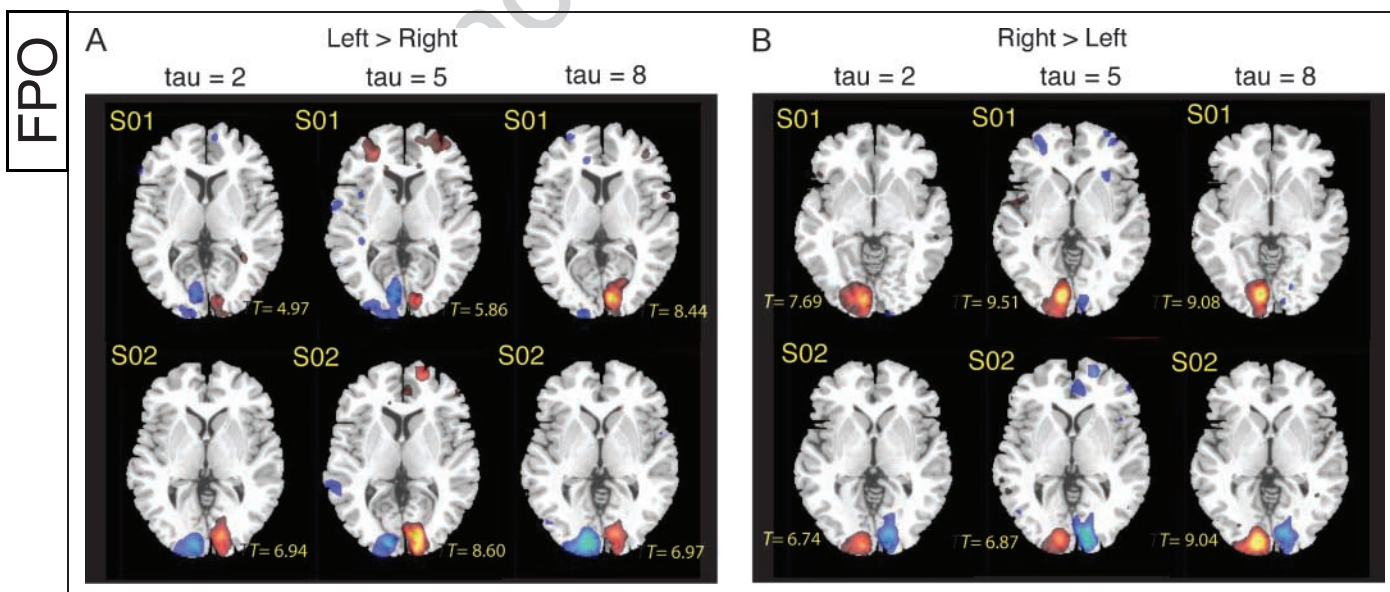 FPO
A
Left > Right
tau = 2 tau = 5 tau = 8
S01 S01 S01
T= 4.97 T= 5.86 T= 8.44
S02 S02 S02
T= 6.94 T= 8.60 T= 6.97
B
Right > Left
tau = 2 tau = 5 tau = 8
S01 S01 S01
T= 7.69 T= 9.51 T= 9.08
S02 S02 S02
T= 6.74 T= 6.87 T= 9.04